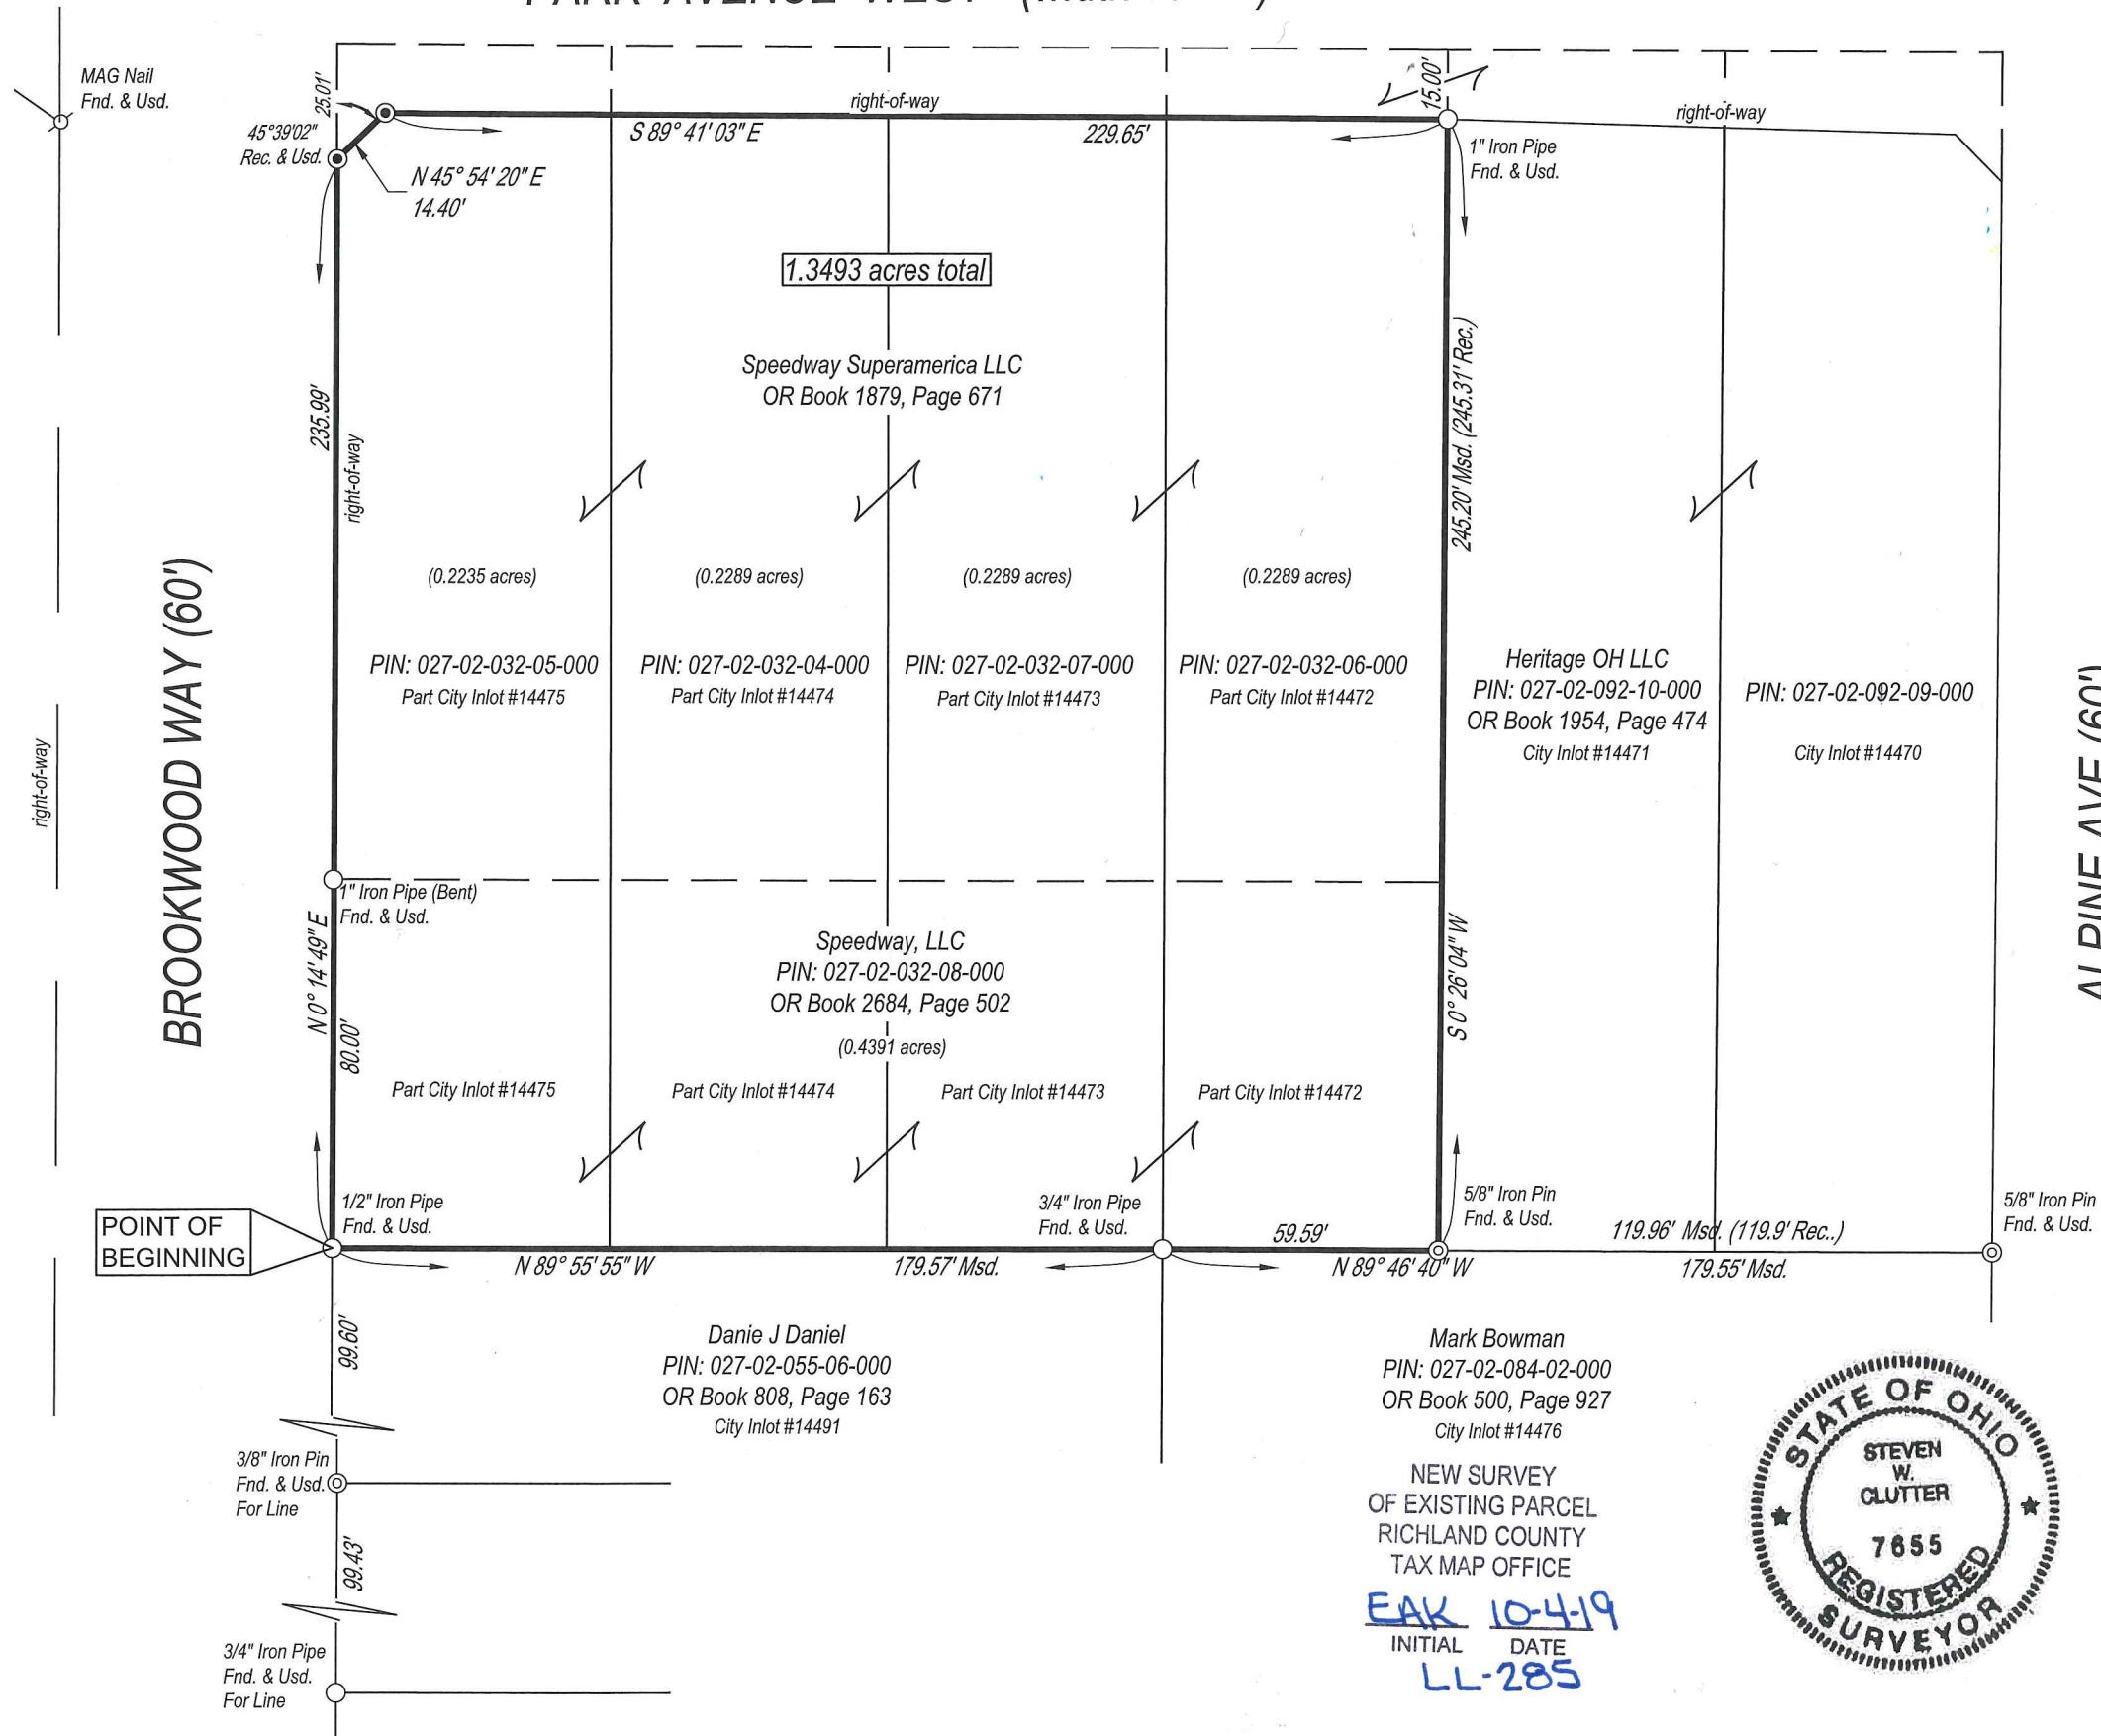 PARK AVENUE WEST
MAG Nail
Fnd. & Usd.
25.01'
45°39'02"
Rec. & Usd.
N 45° 54' 20" E
14.40'
right-of-way
S 89° 41' 03" E
229.65'
15.00'
right-of-way
1" Iron Pipe
Fnd. & Usd.
1.3493 acres total
Speedway Superamerica LLC
OR Book 1879, Page 671
235.99'
right-of-way
245.20' Msd. (245.31' Rec.)
(0.2235 acres)
(0.2289 acres)
(0.2289 acres)
(0.2289 acres)
PIN: 027-02-032-05-000
Part City Inlot #14475
PIN: 027-02-032-04-000
Part City Inlot #14474
PIN: 027-02-032-07-000
Part City Inlot #14473
PIN: 027-02-032-06-000
Part City Inlot #14472
Heritage OH LLC
PIN: 027-02-092-10-000
OR Book 1954, Page 474
City Inlot #14471
PIN: 027-02-092-09-000
City Inlot #14470
right-of-way
BROOKWOOD WAY (60')
ALPINE AVE (60')
1" Iron Pipe (Bent)
Fnd. & Usd.
N 0° 14' 49" E
80.00'
Speedway, LLC
PIN: 027-02-032-08-000
OR Book 2684, Page 502
(0.4391 acres)
S 0° 26' 04" W
Part City Inlot #14475
Part City Inlot #14474
Part City Inlot #14473
Part City Inlot #14472
POINT OF
BEGINNING
1/2" Iron Pipe
Fnd. & Usd.
3/4" Iron Pipe
Fnd. & Usd.
5/8" Iron Pin
Fnd. & Usd.
5/8" Iron Pin
Fnd. & Usd.
59.59'
119.96' Msd. (119.9' Rec..)
N 89° 55' 55" W
179.57' Msd.
N 89° 46' 40" W
179.55' Msd.
99.60'
Danie J Daniel
PIN: 027-02-055-06-000
OR Book 808, Page 163
City Inlot #14491
Mark Bowman
PIN: 027-02-084-02-000
OR Book 500, Page 927
City Inlot #14476
3/8" Iron Pin
Fnd. & Usd.
For Line
99.43'
3/4" Iron Pipe
Fnd. & Usd.
For Line
NEW SURVEY
OF EXISTING PARCEL
RICHLAND COUNTY
TAX MAP OFFICE
EAK 10-4-19
INITIAL DATE
LL-285
STATE OF OHIO
STEVEN
W.
CLUTTER
7655
REGISTERED
SURVEYOR